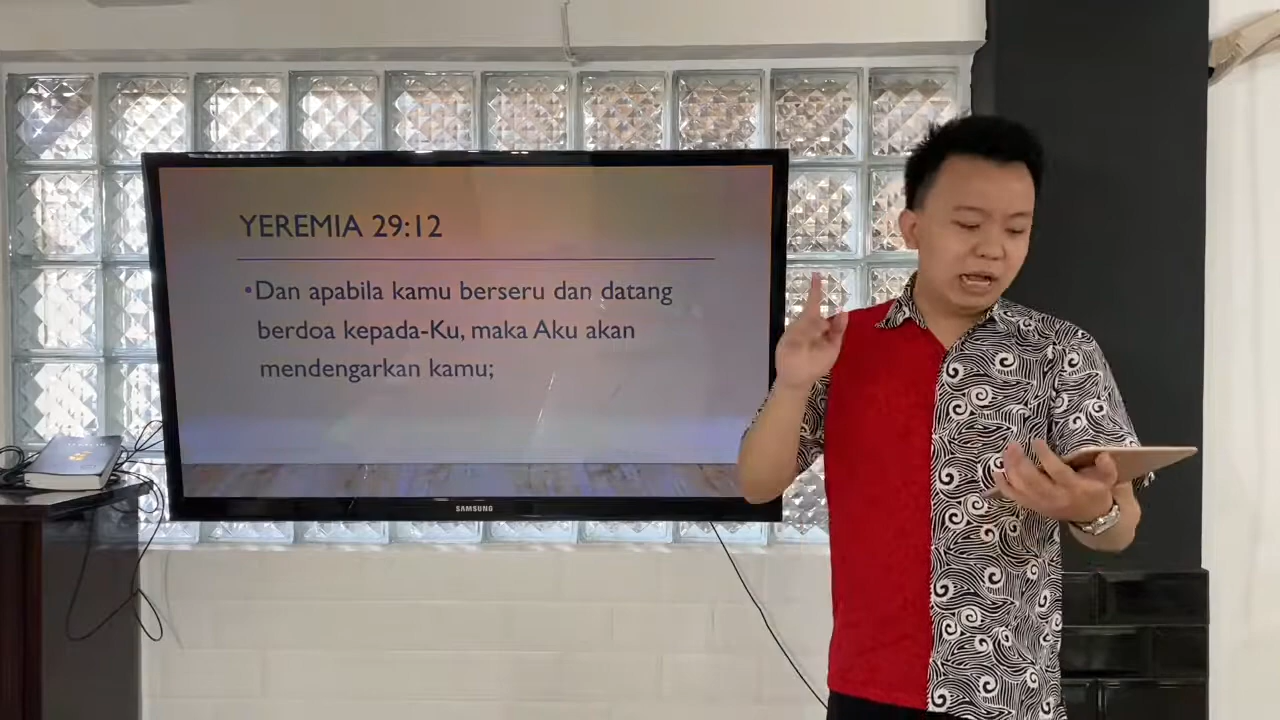 YEREMIA 29:12
•Dan apabila kamu berseru dan datang
berdoa kepada-Ku, maka Aku akan
mendengarkan kamu;
SAMSUNG